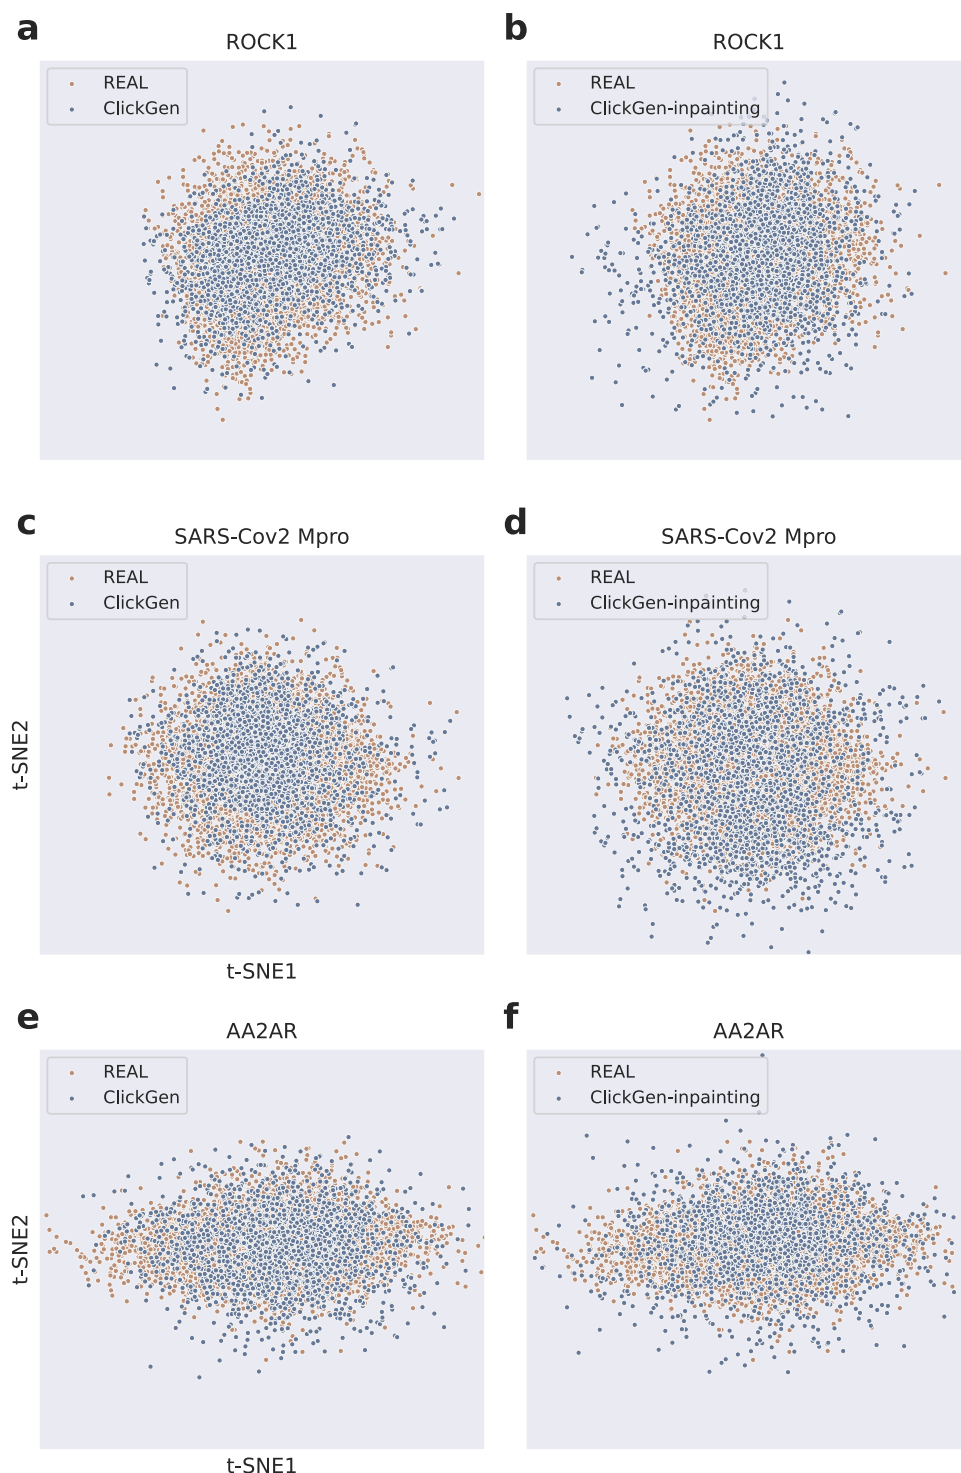 a
ROCK1
REAL
ClickGen
b
ROCK1
REAL
ClickGen-inpainting
c
SARS-Cov2 Mpro
REAL
ClickGen
t-SNE2
t-SNE1
d
SARS-Cov2 Mpro
REAL
ClickGen-inpainting
e
AA2AR
REAL
ClickGen
t-SNE2
t-SNE1
f
AA2AR
REAL
ClickGen-inpainting